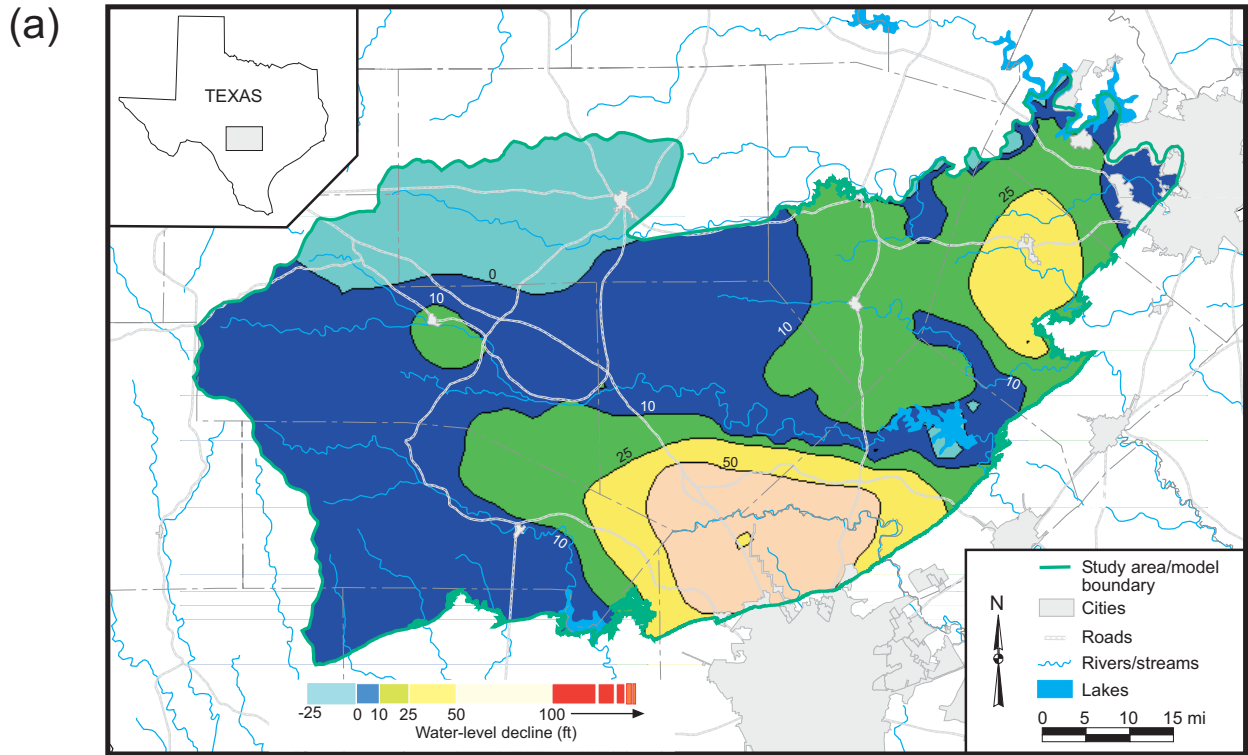 (a)
TEXAS
25
0
10
10
10
10
25
50
10
-25 0 10 25 50 100
Water-level decline (ft)
N
Study area/model
boundary
Cities
Roads
Rivers/streams
Lakes
0 5 10 15 mi